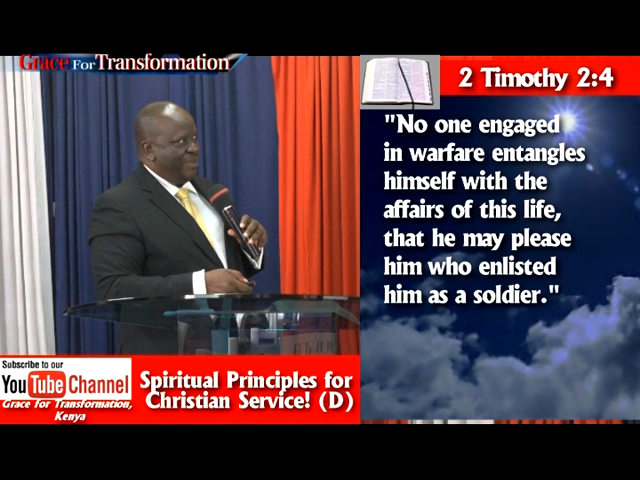 Grace For Transformation
2 Timothy 2:4
"No one engaged
in warfare entangles
himself with the
affairs of this life,
that he may please
him who enlisted
him as a soldier."
Subscribe to our
YouTube Channel
Grace for Transformation,
Kenya
Spiritual Principles for
Christian Service! (D)